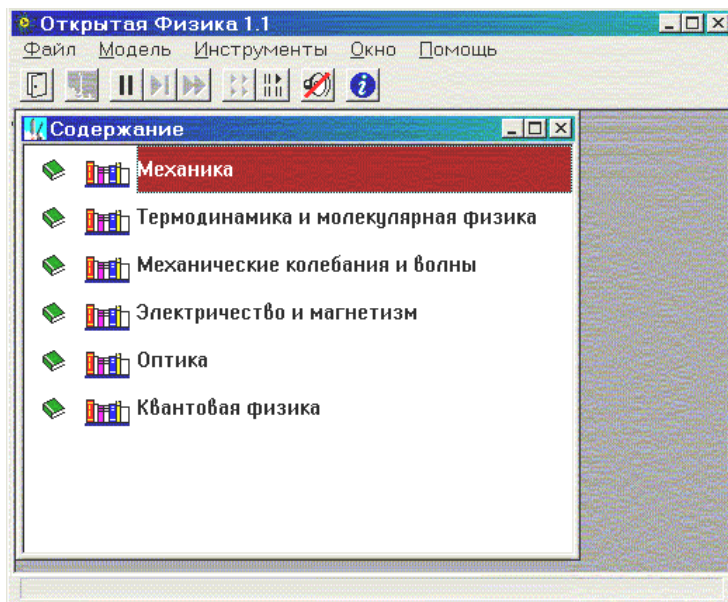 Открытая Физика 1.1
Файл Модель Инструменты Окно Помощь
Содержание
Механика
Термодинамика и молекулярная физика
Механические колебания и волны
Электричество и магнетизм
Оптика
Квантовая физика